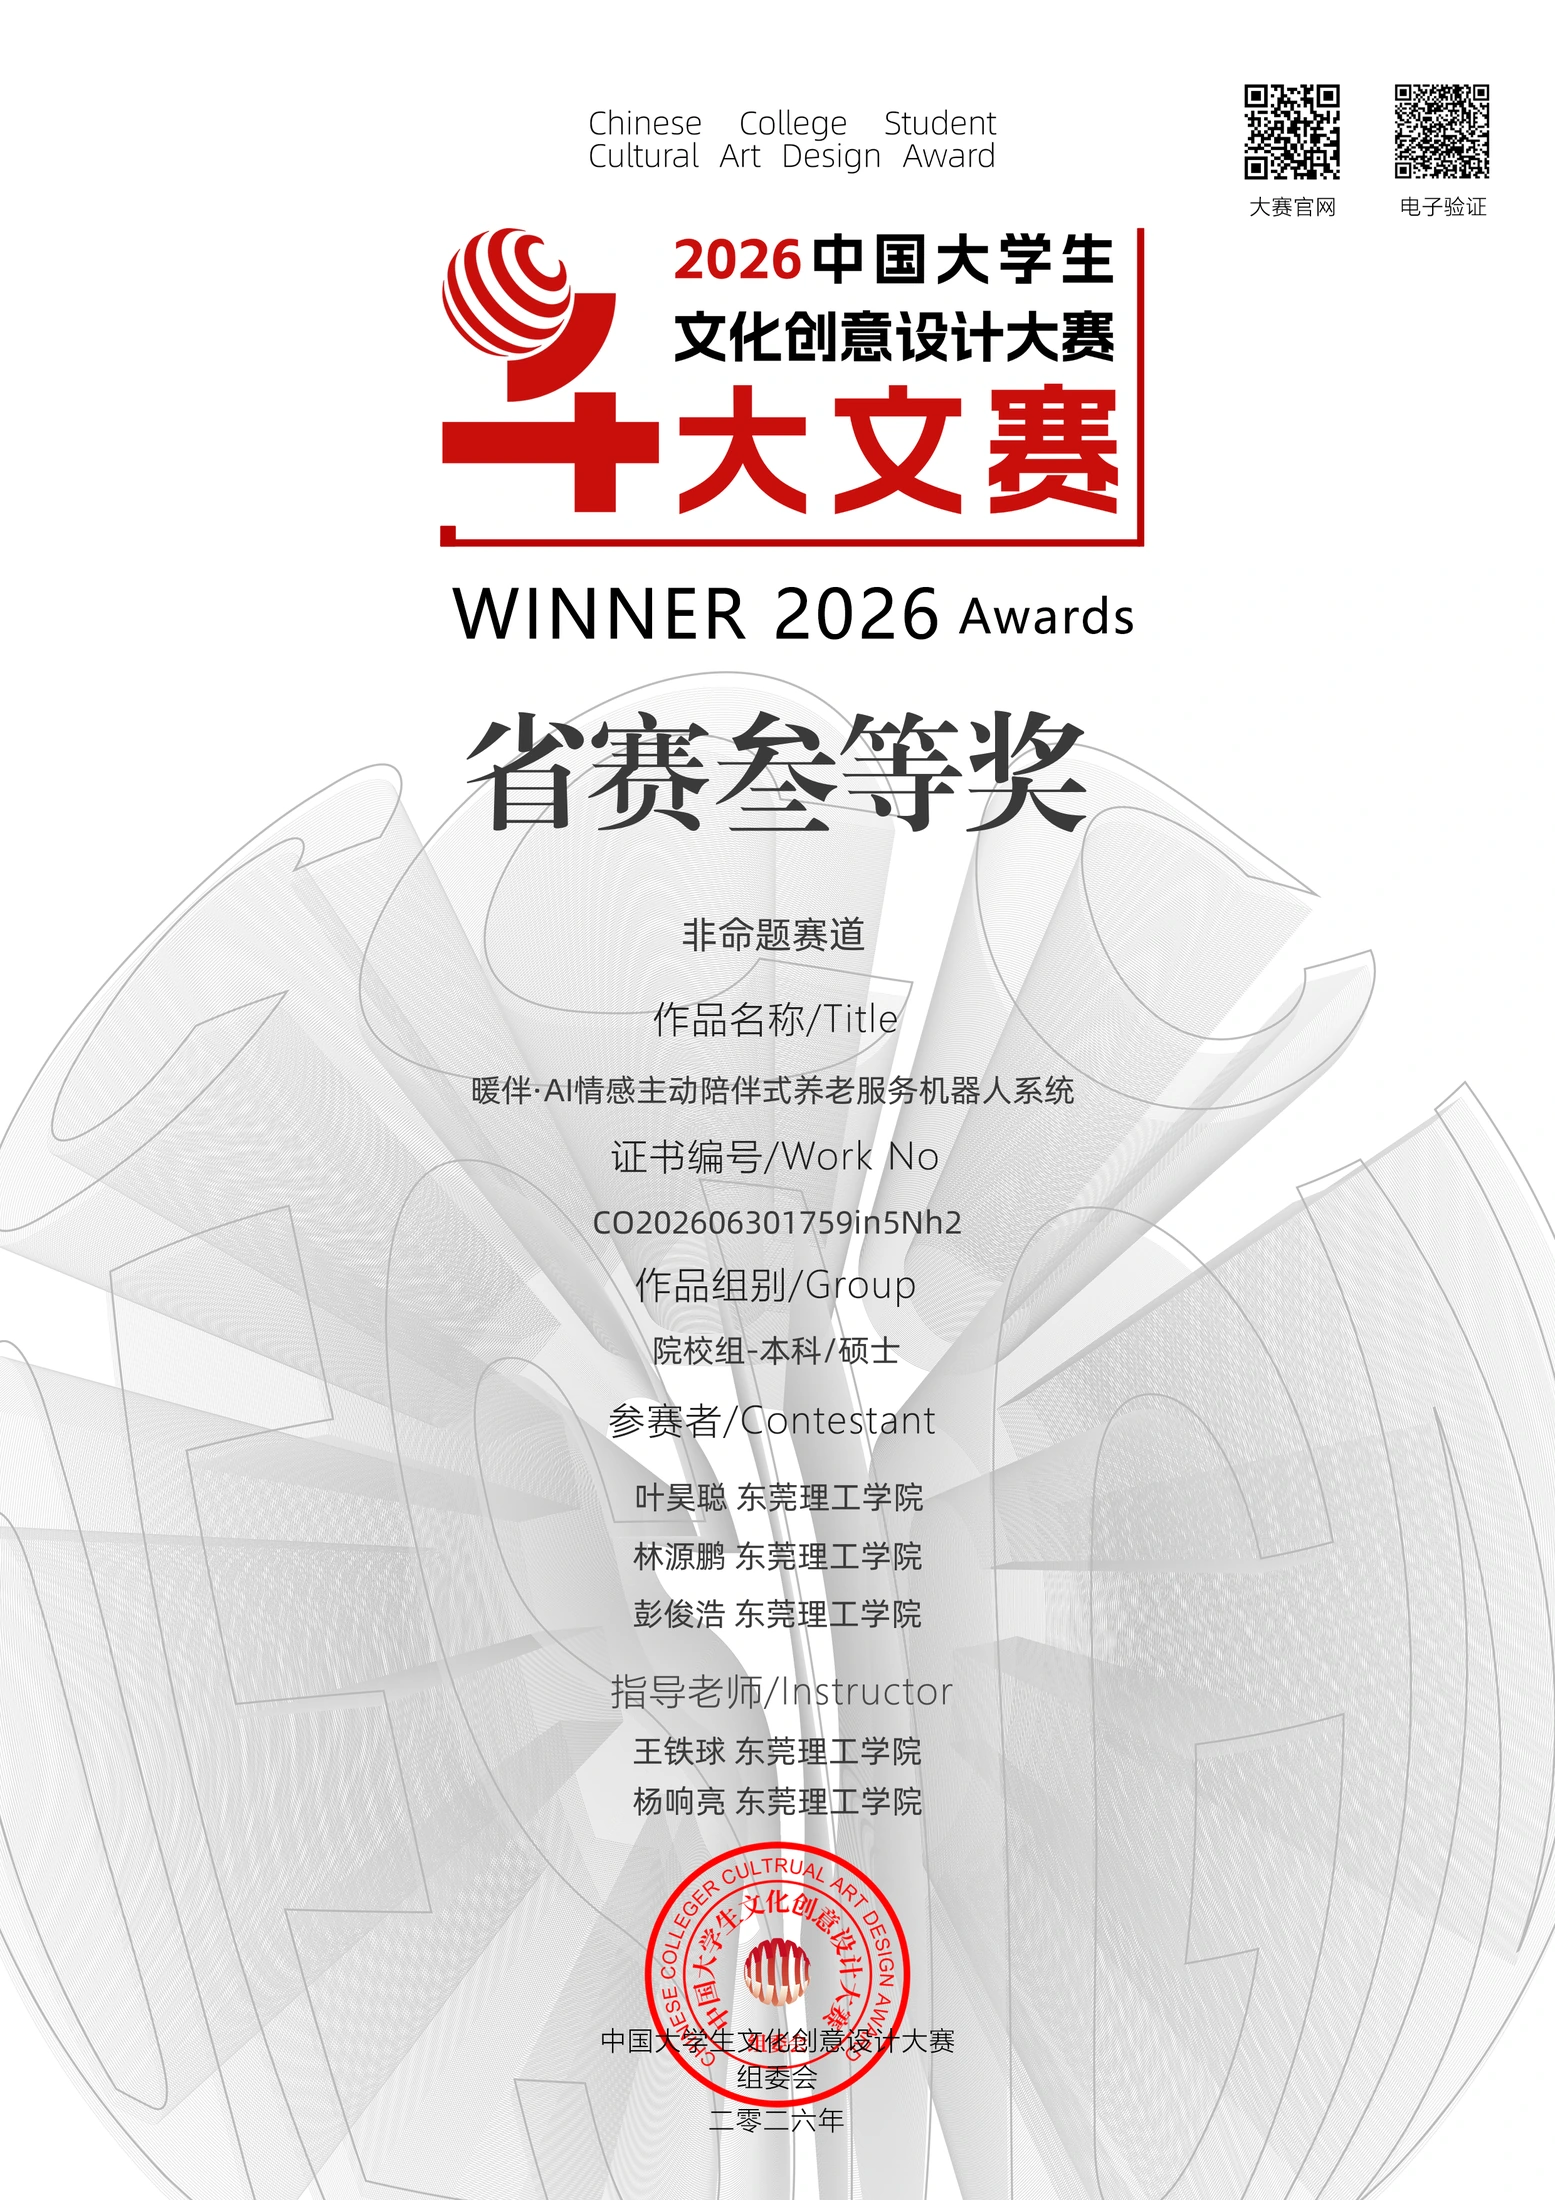 Chinese College Student
Cultural Art Design Award
大赛官网
电子验证
2026中国大学生
文化创意设计大赛
大文赛
WINNER 2026 Awards
省赛叁等奖
非命题赛道
作品名称/Title
暖伴·AI情感主动陪伴式养老服务机器人系统
证书编号/Work No
CO202606301759in5Nh2
作品组别/Group
院校组-本科/硕士
参赛者/Contestant
叶昊聪 东莞理工学院
林源鹏 东莞理工学院
彭俊浩 东莞理工学院
指导老师/Instructor
王铁球 东莞理工学院
杨响亮 东莞理工学院
CHINESE COLLEGER CULTRUAL ART DESIGN AWARD
中国大学生文化创意设计大赛
组委会
中国大学生文化创意设计大赛
组委会
二零二六年